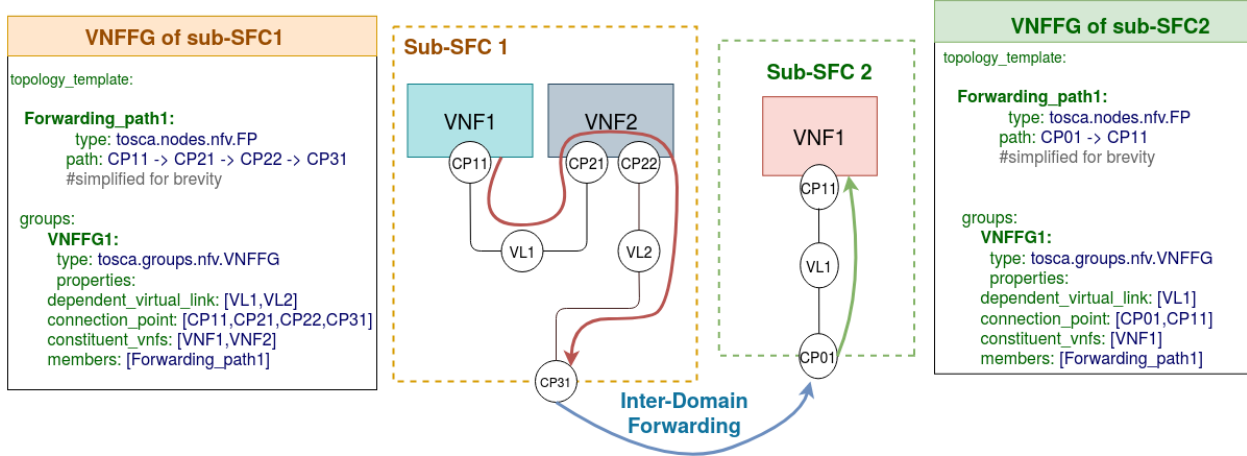 VNFFG of sub-SFC1
topology_template:
Forwarding_path1:
type: tosca.nodes.nfv.FP
path: CP11 -> CP21 -> CP22 -> CP31
#simplified for brevity
groups:
VNFFG1:
type: tosca.groups.nfv.VNFFG
properties:
dependent_virtual_link: [VL1,VL2]
connection_point: [CP11,CP21,CP22,CP31]
constituent_vnfs: [VNF1,VNF2]
members: [Forwarding_path1]
Sub-SFC 1
VNF1
VNF2
CP11
CP21
CP22
VL1
VL2
CP31
Inter-Domain
Forwarding
Sub-SFC 2
VNF1
CP11
VL1
CP01
VNFFG of sub-SFC2
topology_template:
Forwarding_path1:
type: tosca.nodes.nfv.FP
path: CP01 -> CP11
#simplified for brevity
groups:
VNFFG1:
type: tosca.groups.nfv.VNFFG
properties:
dependent_virtual_link: [VL1]
connection_point: [CP01,CP11]
constituent_vnfs: [VNF1]
members: [Forwarding_path1]